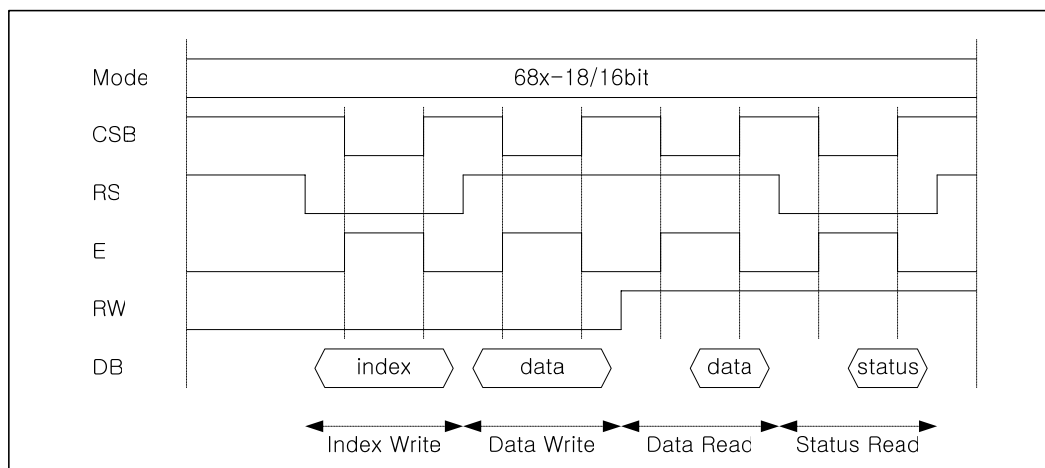 Mode 68x-18/16bit
CSB
RS
E
RW
DB index data data status
Index Write Data Write Data Read Status Read